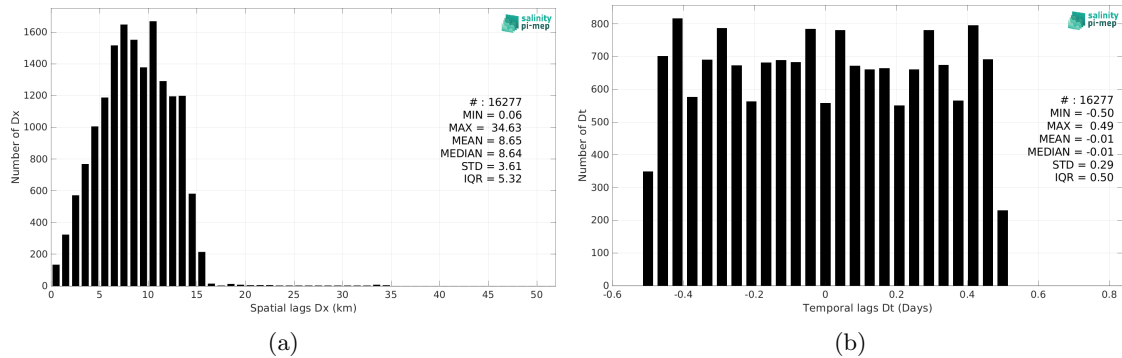 salinity
pi-mep
1600
1400
1200
1000
800
600
400
200
0
Number of Dx
# : 16277
MIN = 0.06
MAX = 34.63
MEAN = 8.65
MEDIAN = 8.64
STD = 3.61
IQR = 5.32
0 5 10 15 20 25 30 35 40 45 50
Spatial lags Dx (km)
(a)
salinity
pi-mep
800
700
600
500
400
300
200
100
0
Number of Dt
# : 16277
MIN = -0.50
MAX = 0.49
MEAN = -0.01
MEDIAN = -0.01
STD = 0.29
IQR = 0.50
-0.6 -0.4 -0.2 0 0.2 0.4 0.6 0.8
Temporal lags Dt (Days)
(b)